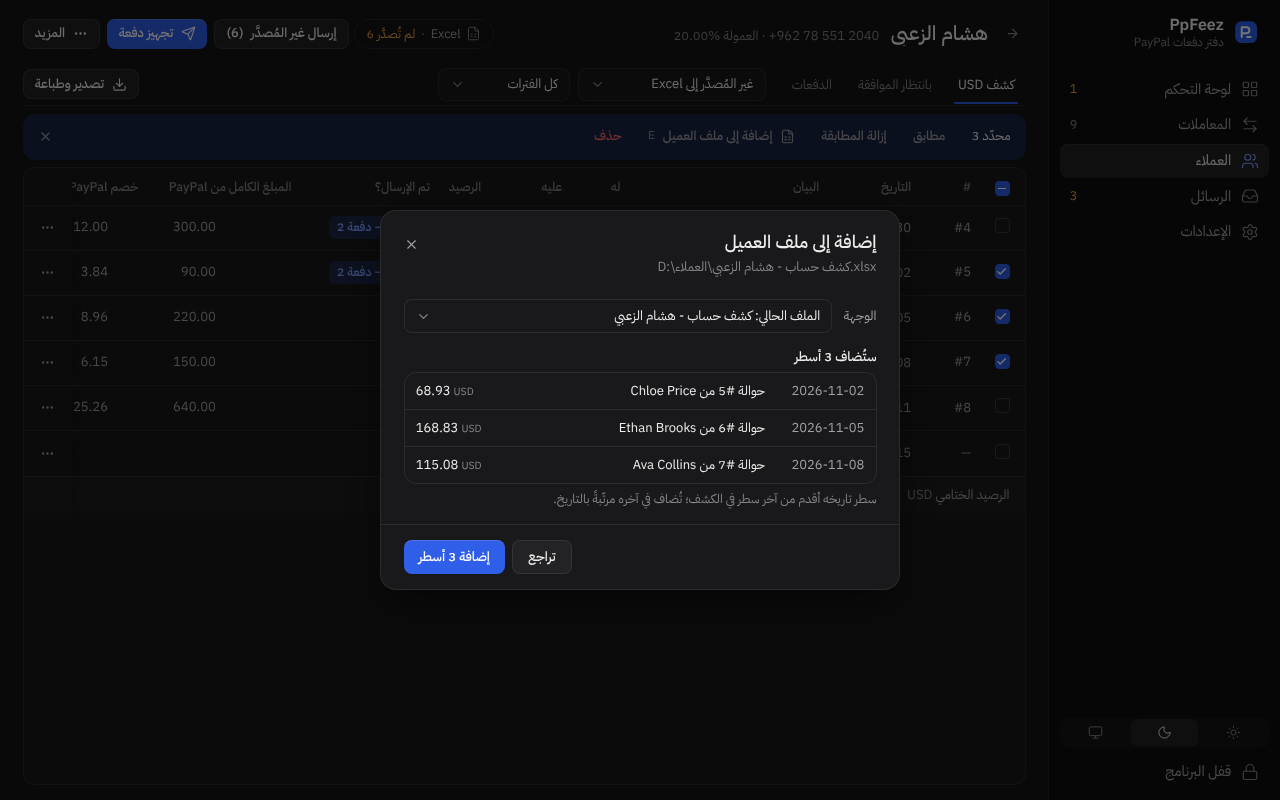 PpFeez
دفتر دفعات PayPal
لوحة التحكم 1
المعاملات 9
العملاء
الرسائل 3
الإعدادات
قفل البرنامج
هشام الزعبي
+962 78 551 2040 · العمولة 20.00%
Excel · لم تُصدَّر 6
إرسال غير المُصدَّر (6)
تجهيز دفعة
المزيد
كشف USD
بانتظار الموافقة
الدفعات
غير المُصدَّر إلى Excel
كل الفترات
تصدير وطباعة
3 محدّد
مطابق
إزالة المطابقة
إضافة إلى ملف العميل E
حذف
# التاريخ البيان له عليه الرصيد تم الإرسال؟ المبلغ الكامل من PayPal خصم PayPal
#4 30 – دفعة 2 300.00 12.00
#5 02 – دفعة 2 90.00 3.84
#6 05 220.00 8.96
#7 08 150.00 6.15
#8 11 640.00 25.26
— 15
الرصيد الختامي USD
إضافة إلى ملف العميل
D:\العملاء\كشف حساب - هشام الزعبي.xlsx
الوجهة
الملف الحالي: كشف حساب - هشام الزعبي
ستُضاف 3 أسطر
2026-11-02 حوالة #5 من Chloe Price 68.93 USD
2026-11-05 حوالة #6 من Ethan Brooks 168.83 USD
2026-11-08 حوالة #7 من Ava Collins 115.08 USD
سطر تاريخه أقدم من آخر سطر في الكشف؛ تُضاف في آخره مرتّبةً بالتاريخ.
تراجع
إضافة 3 أسطر